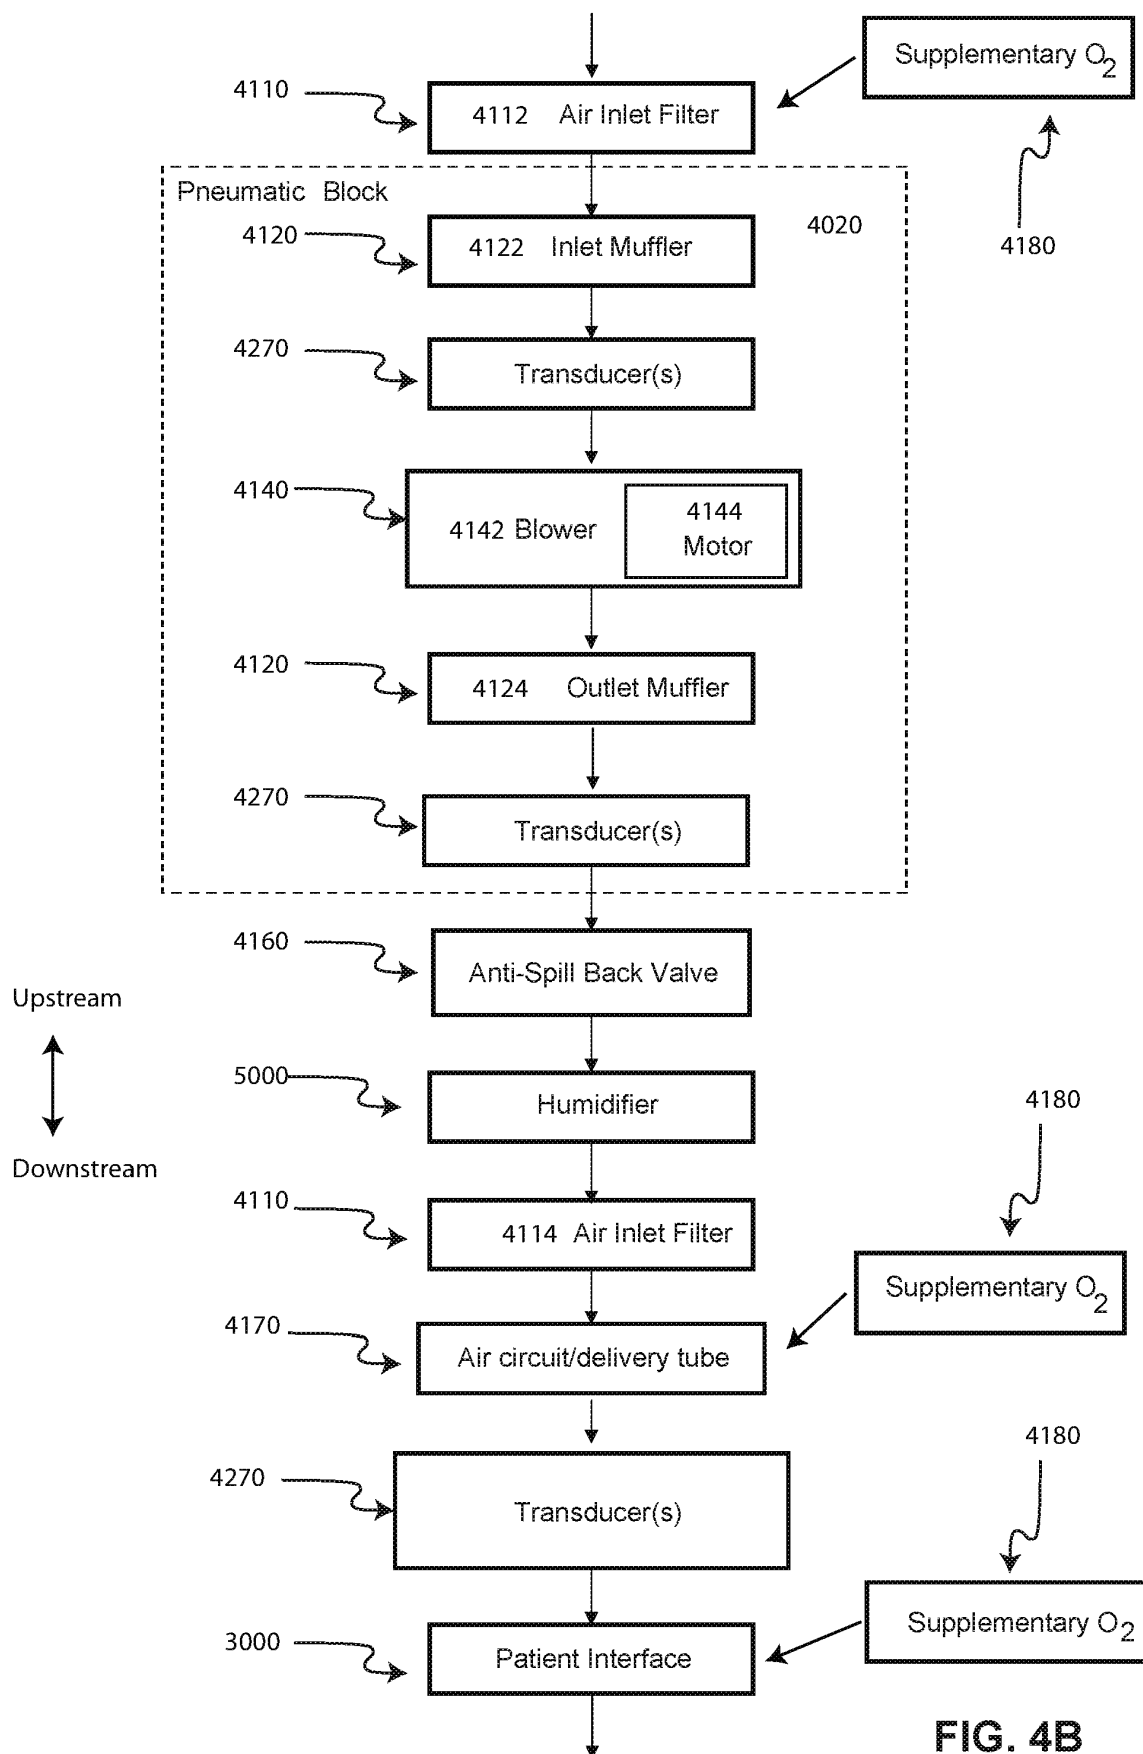 Supplementary O2
4110
4112 Air Inlet Filter
Pneumatic Block
4120
4122 Inlet Muffler
4020
4180
4270
Transducer(s)
4140
4142 Blower
4144
Motor
4120
4124 Outlet Muffler
4270
Transducer(s)
4160
Anti-Spill Back Valve
Upstream
Downstream
5000
Humidifier
4180
4110
4114 Air Inlet Filter
Supplementary O2
4170
Air circuit/delivery tube
4180
4270
Transducer(s)
Supplementary O2
3000
Patient Interface
FIG. 4B